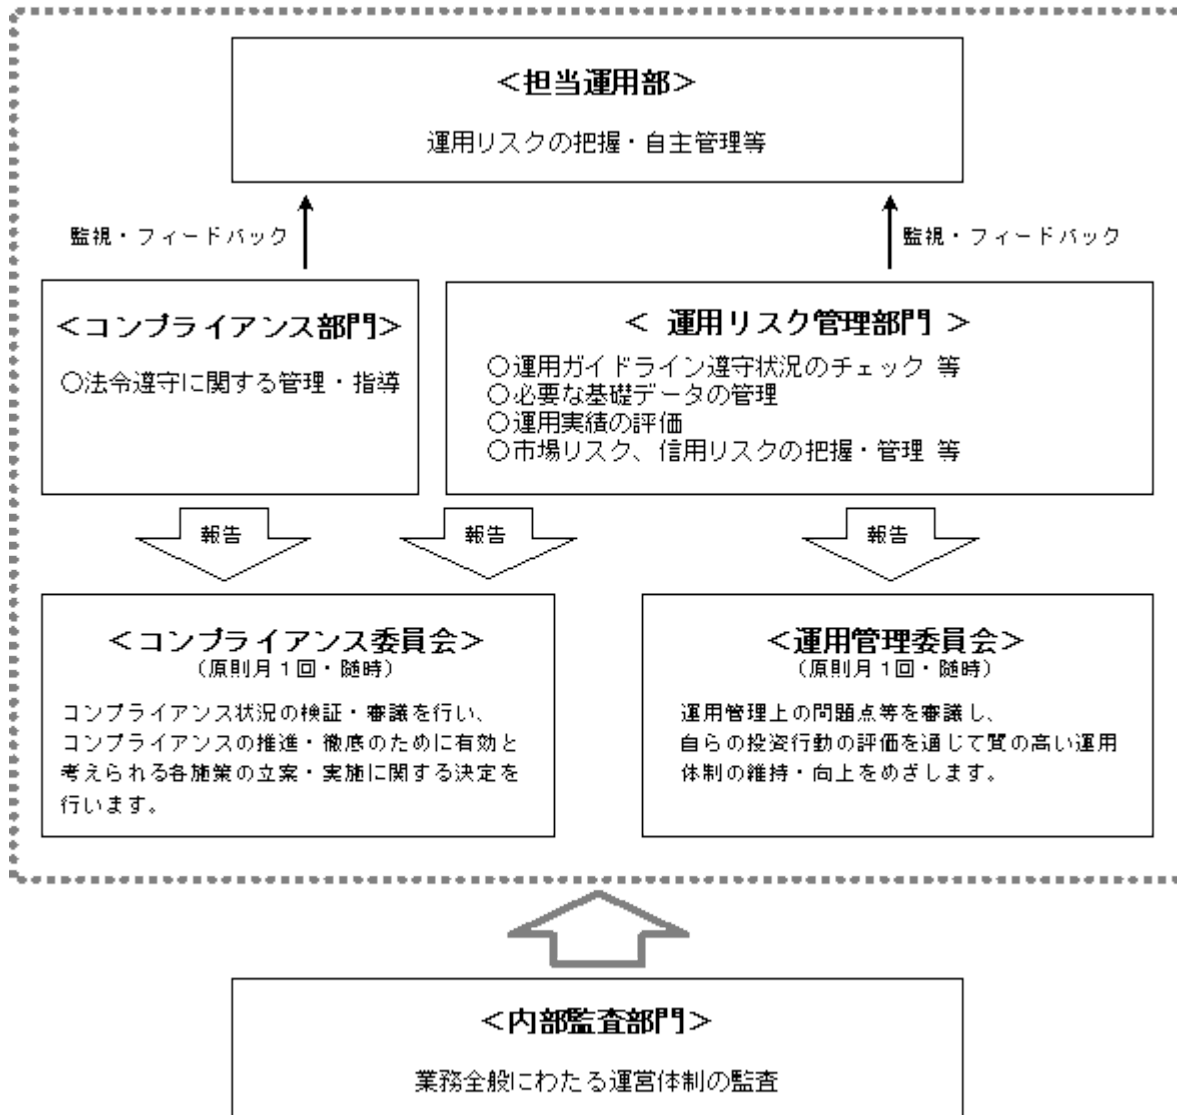 ＜担当運用部＞
運用リスクの把握・自主管理等
監視・フィードバック
監視・フィードバック
＜コンプライアンス部門＞
○法令遵守に関する管理・指導
＜ 運用リスク管理部門 ＞
○運用ガイドライン遵守状況のチェック 等
○必要な基礎データの管理
○運用実績の評価
○市場リスク、信用リスクの把握・管理 等
報告
報告
報告
＜コンプライアンス委員会＞
（原則月１回・随時）
コンプライアンス状況の検証・審議を行い、
コンプライアンスの推進・徹底のために有効と
考えられる各施策の立案・実施に関する決定を
行います。
＜運用管理委員会＞
（原則月１回・随時）
運用管理上の問題点等を審議し、
自らの投資行動の評価を通じて質の高い運用
体制の維持・向上をめざします。
＜内部監査部門＞
業務全般にわたる運営体制の監査